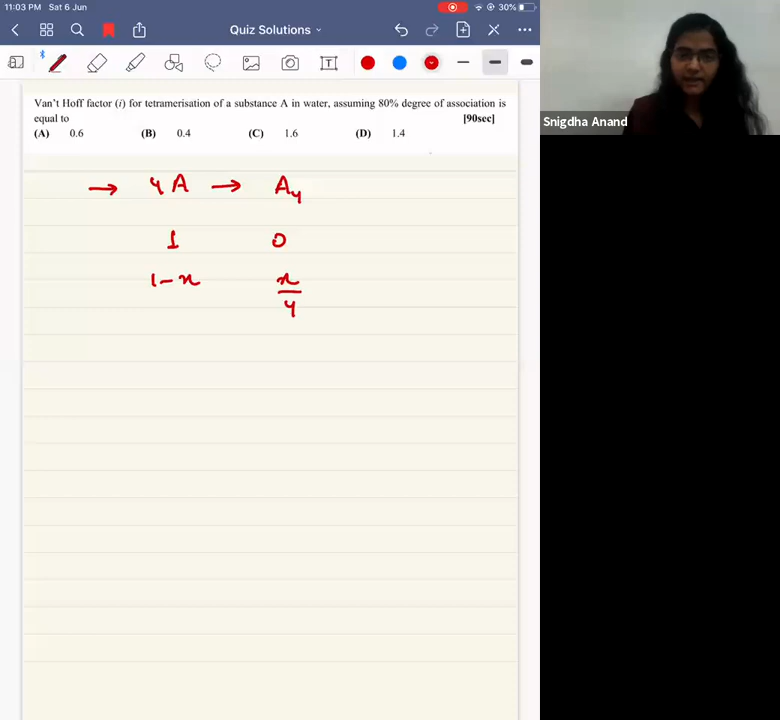 11:03 PM Sat 6 Jun 30%
Quiz Solutions
T
Van't Hoff factor (i) for tetramerisation of a substance A in water, assuming 80% degree of association is
equal to [90sec]
(A) 0.6 (B) 0.4 (C) 1.6 (D) 1.4
Snigdha Anand
→ 4A → A₄
1 0
1-x x/4